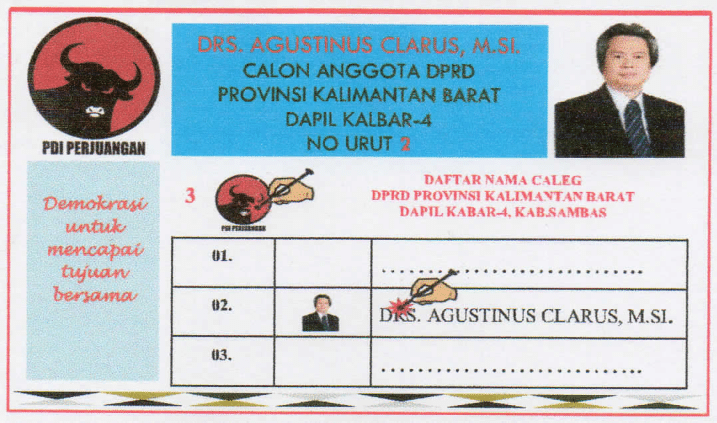 DRS. AGUSTINUS CLARUS, M.SI.
CALON ANGGOTA DPRD
PROVINSI KALIMANTAN BARAT
DAPIL KALBAR-4
NO URUT 2
PDI PERJUANGAN
Demokrasi
untuk
mencapai
tujuan
bersama
3
PDI PERJUANGAN
DAFTAR NAMA CALEG
DPRD PROVINSI KALIMANTAN BARAT
DAPIL KABAR-4, KAB.SAMBAS
01. ..............................
02. DRS. AGUSTINUS CLARUS, M.SI.
03. ..............................